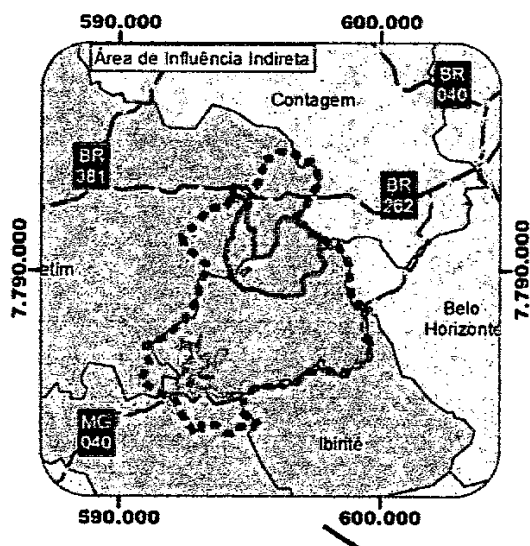 590.000 600.000
Área de Influência Indireta
BR
040
Contagem
BR
381
BR
262
7.790.000
7.790.000
etim
Belo
Horizonte
MG
040
Ibirité
590.000 600.000